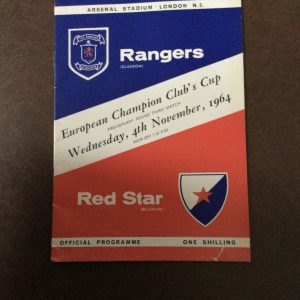 ARSENAL STADIUM · LONDON N.5.
Rangers
(GLASGOW)
European Champion Club's Cup
PRELIMINARY ROUND THIRD MATCH
Wednesday, 4th November, 1964
KICK-OFF 7.30 P.M.
Red Star
(BELGRADE)
OFFICIAL PROGRAMME
ONE SHILLING